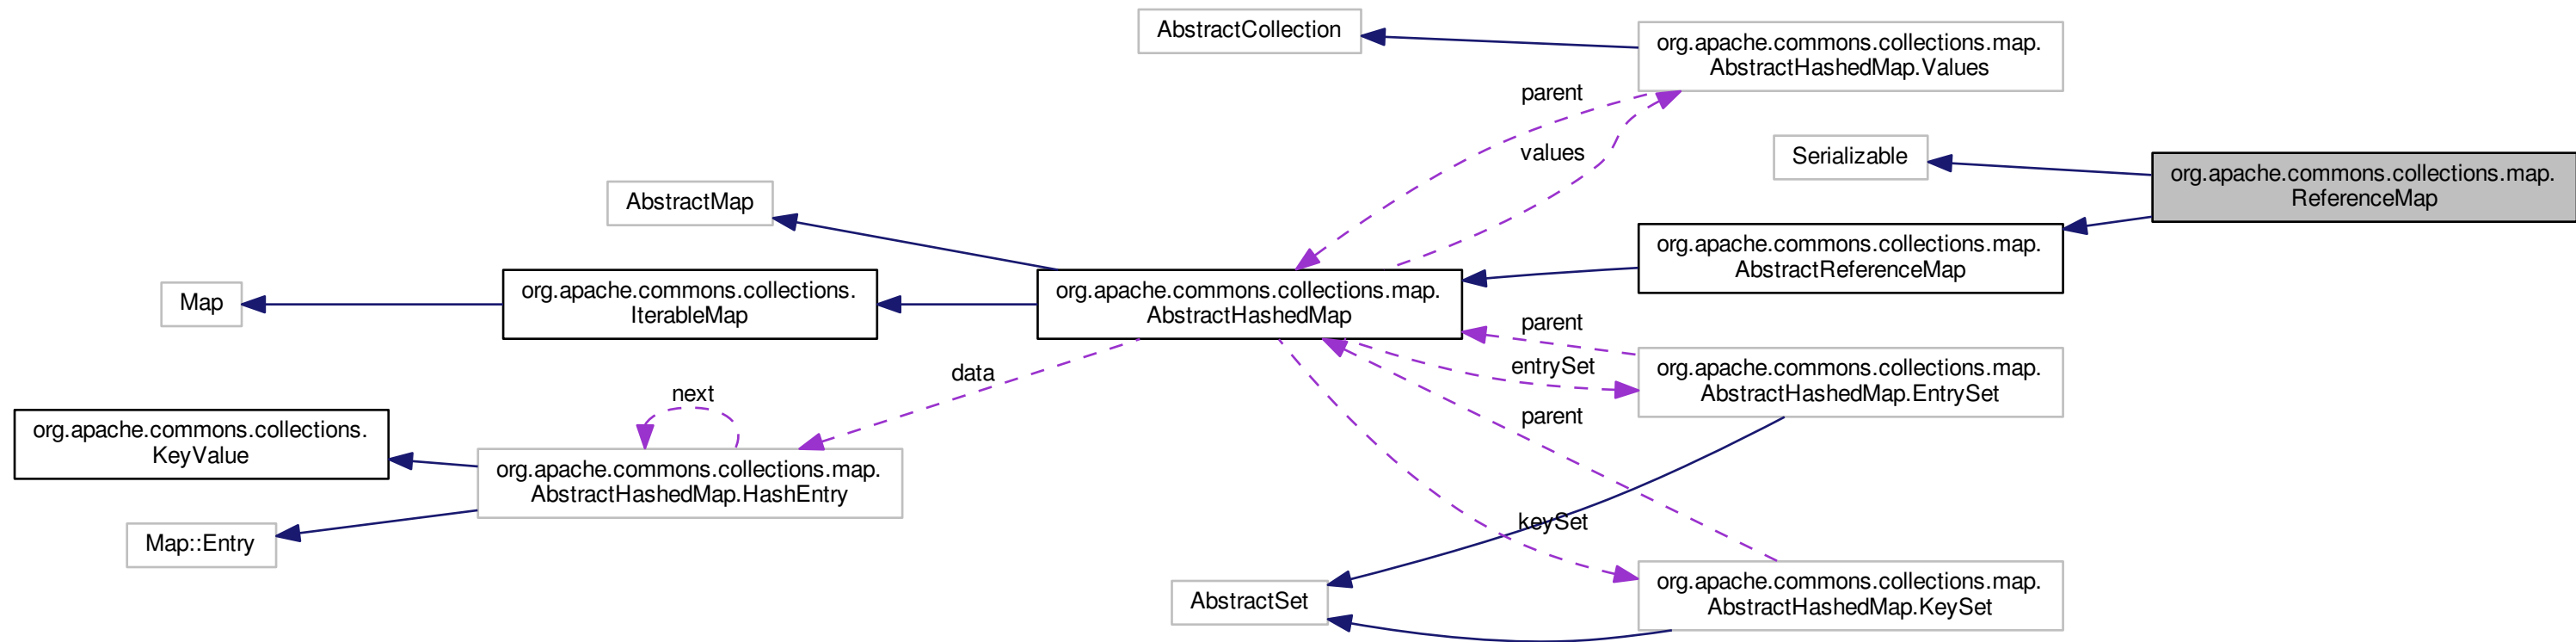 AbstractCollection
org.apache.commons.collections.map.
AbstractHashedMap.Values
parent
values
Serializable
org.apache.commons.collections.map.
ReferenceMap
AbstractMap
org.apache.commons.collections.map.
AbstractReferenceMap
Map
org.apache.commons.collections.
IterableMap
org.apache.commons.collections.map.
AbstractHashedMap
parent
entrySet
org.apache.commons.collections.map.
AbstractHashedMap.EntrySet
data
next
parent
org.apache.commons.collections.
KeyValue
org.apache.commons.collections.map.
AbstractHashedMap.HashEntry
keySet
Map::Entry
AbstractSet
org.apache.commons.collections.map.
AbstractHashedMap.KeySet